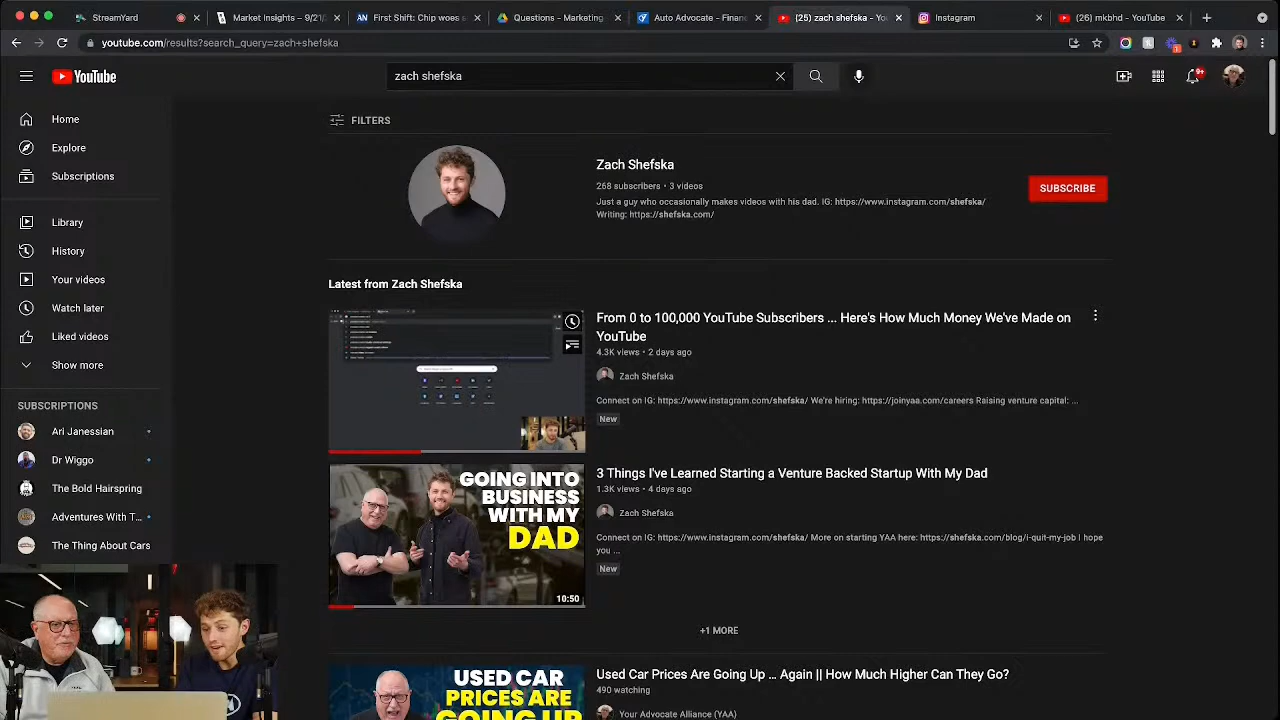 StreamYard
Market Insights - 9/21/
First Shift: Chip woes
Questions - Marketing
Auto Advocate - Finan
(25) zach shefska - Yo
Instagram
(26) mkbhd - YouTube
youtube.com/results?search_query=zach+shefska
YouTube
zach shefska
9+
Home
Explore
Subscriptions
Library
History
Your videos
Watch later
Liked videos
Show more
SUBSCRIPTIONS
Ari Janessian
Dr Wiggo
The Bold Hairspring
Adventures With T...
The Thing About Cars
FILTERS
Zach Shefska
268 subscribers • 3 videos
Just a guy who occasionally makes videos with his dad. IG: https://www.instagram.com/shefska/
Writing: https://shefska.com/
SUBSCRIBE
Latest from Zach Shefska
From 0 to 100,000 YouTube Subscribers ... Here's How Much Money We've Made on
YouTube
4.3K views • 2 days ago
Zach Shefska
Connect on IG: https://www.instagram.com/shefska/ We're hiring: https://joinyaa.com/careers Raising venture capital: ...
New
GOING INTO
BUSINESS
WITH MY
DAD
10:50
3 Things I've Learned Starting a Venture Backed Startup With My Dad
1.3K views • 4 days ago
Zach Shefska
Connect on IG: https://www.instagram.com/shefska/ More on starting YAA here: https://shefska.com/blog/i-quit-my-job I hope
you ...
New
+1 MORE
USED CAR
PRICES ARE
GOING UP
Used Car Prices Are Going Up ... Again || How Much Higher Can They Go?
490 watching
Your Advocate Alliance (YAA)